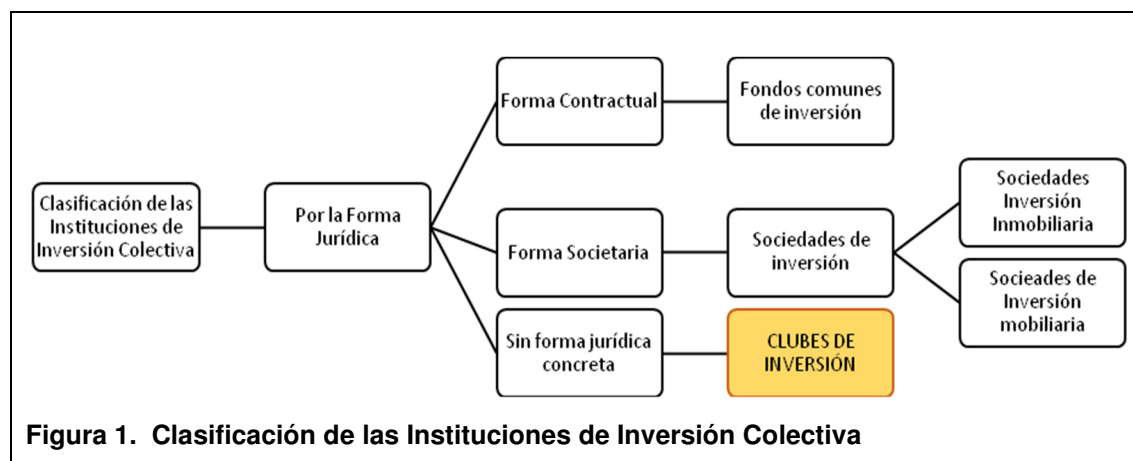 Clasificación de las
Instituciones de
Inversión Colectiva
Por la Forma
Jurídica
Forma Contractual
Fondos comunes
de inversión
Forma Societaria
Sociedades de
inversión
Sociedades
Inversión
Inmobiliaria
Socieades de
Inversión
mobiliaria
Sin forma jurídica
concreta
CLUBES DE
INVERSIÓN
Figura 1. Clasificación de las Instituciones de Inversión Colectiva